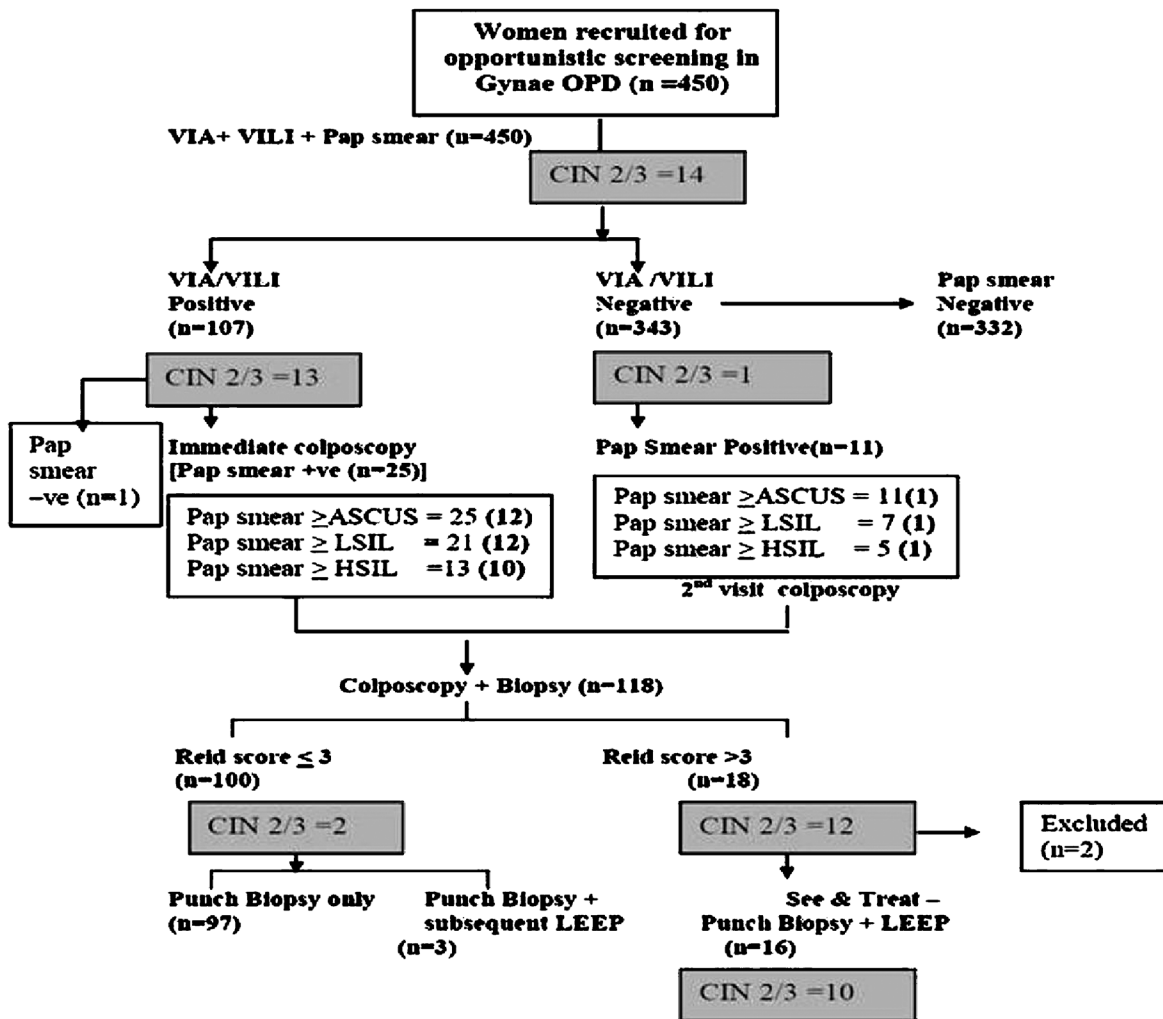 Women recruited for
opportunistic screening in
Gynae OPD (n =450)
VIA+ VILI + Pap smear (n=450)
CIN 2/3 =14
VIA/VILI
Positive
(n=107)
VIA /VILI
Negative
(n=343)
Pap smear
Negative
(n=332)
CIN 2/3 =13
CIN 2/3 =1
Pap
smear
–ve (n=1)
Immediate colposcopy
[Pap smear +ve (n=25)]
Pap smear ≥ASCUS = 25 (12)
Pap smear ≥ LSIL = 21 (12)
Pap smear ≥ HSIL =13 (10)
Pap Smear Positive(n=11)
Pap smear ≥ASCUS = 11(1)
Pap smear ≥ LSIL = 7 (1)
Pap smear ≥ HSIL = 5 (1)
2nd visit colposcopy
Colposcopy + Biopsy (n=118)
Reid score ≤ 3
(n=100)
Reid score >3
(n=18)
CIN 2/3 =2
CIN 2/3 =12
Excluded
(n=2)
Punch Biopsy only
(n=97)
Punch Biopsy +
subsequent LEEP
(n=3)
See & Treat –
Punch Biopsy + LEEP
(n=16)
CIN 2/3 =10